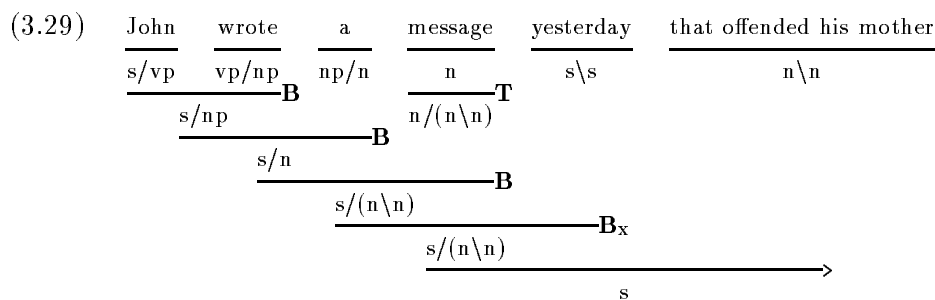 (3.29) John wrote a message yesterday that offended his mother
s/vp vp/np np/n n s\s n\n
B T
s/np n/(n\n)
B
s/n
B
s/(n\n)
Bx
s/(n\n)
>
s